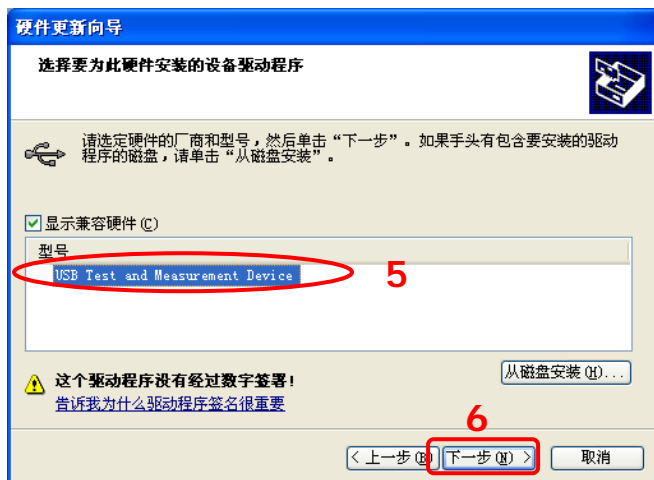 硬件更新向导
选择要为此硬件安装的设备驱动程序
请选定硬件的厂商和型号，然后单击“下一步”。如果手头有包含要安装的驱动
程序的磁盘，请单击“从磁盘安装”。
显示兼容硬件(C)
型号
USB Test and Measurement Device
5
这个驱动程序没有经过数字签署!
从磁盘安装(H)...
告诉我为什么驱动程序签名很重要
6
< 上一步(B)
下一步(N) >
取消